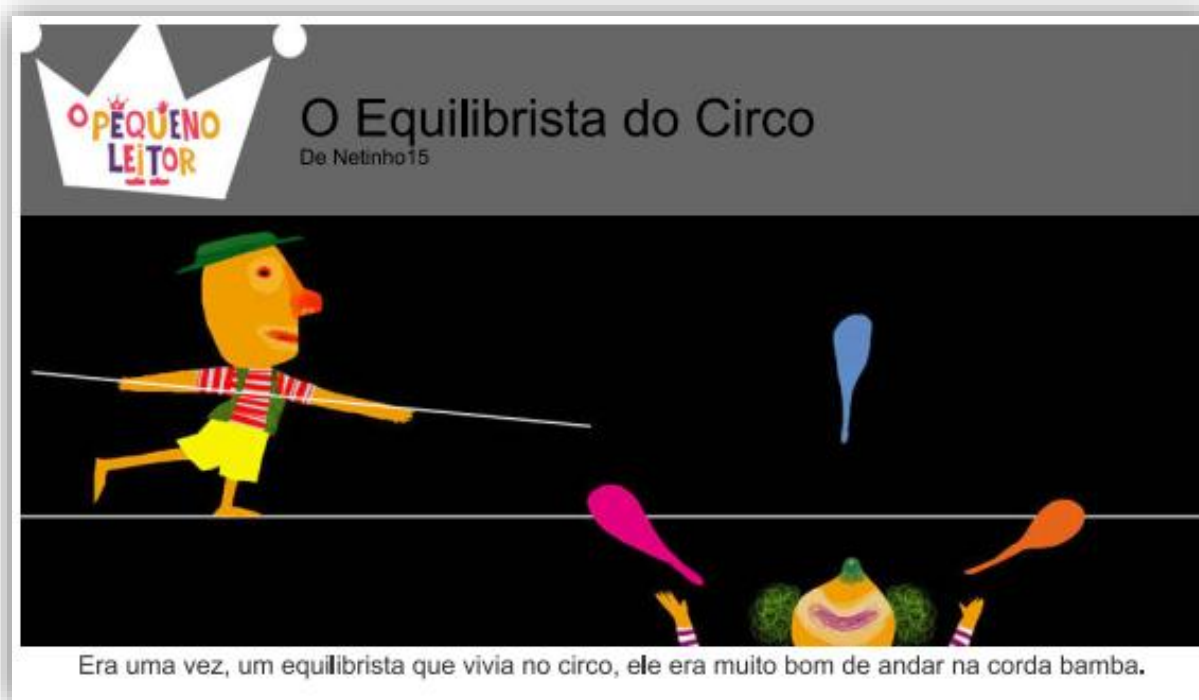 O PEQUENO
LEITOR
O Equilibrista do Circo
De Netinho15
Era uma vez, um equilibrista que vivia no circo, ele era muito bom de andar na corda bamba.